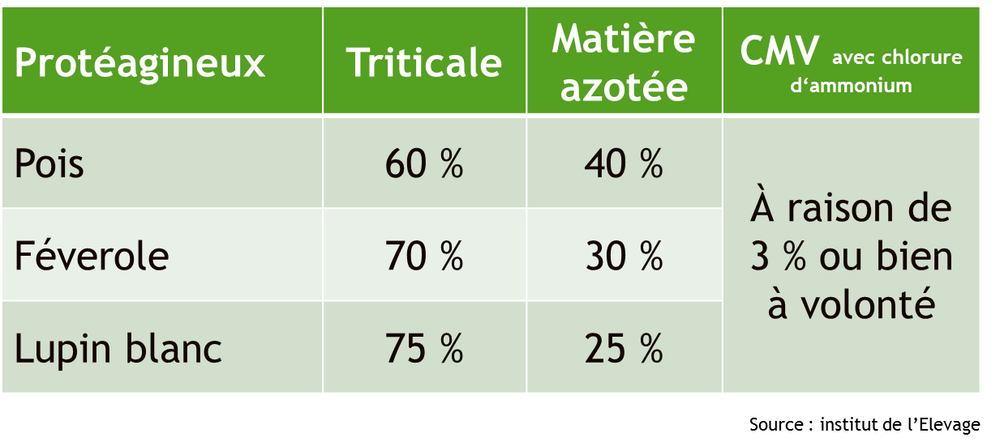 Protéagineux
Triticale
Matière
azotée
CMV avec chlorure
d‘ammonium
Pois
60 %
40 %
À raison de
3 % ou bien
à volonté
Féverole
70 %
30 %
Lupin blanc
75 %
25 %
Source : institut de l’Elevage